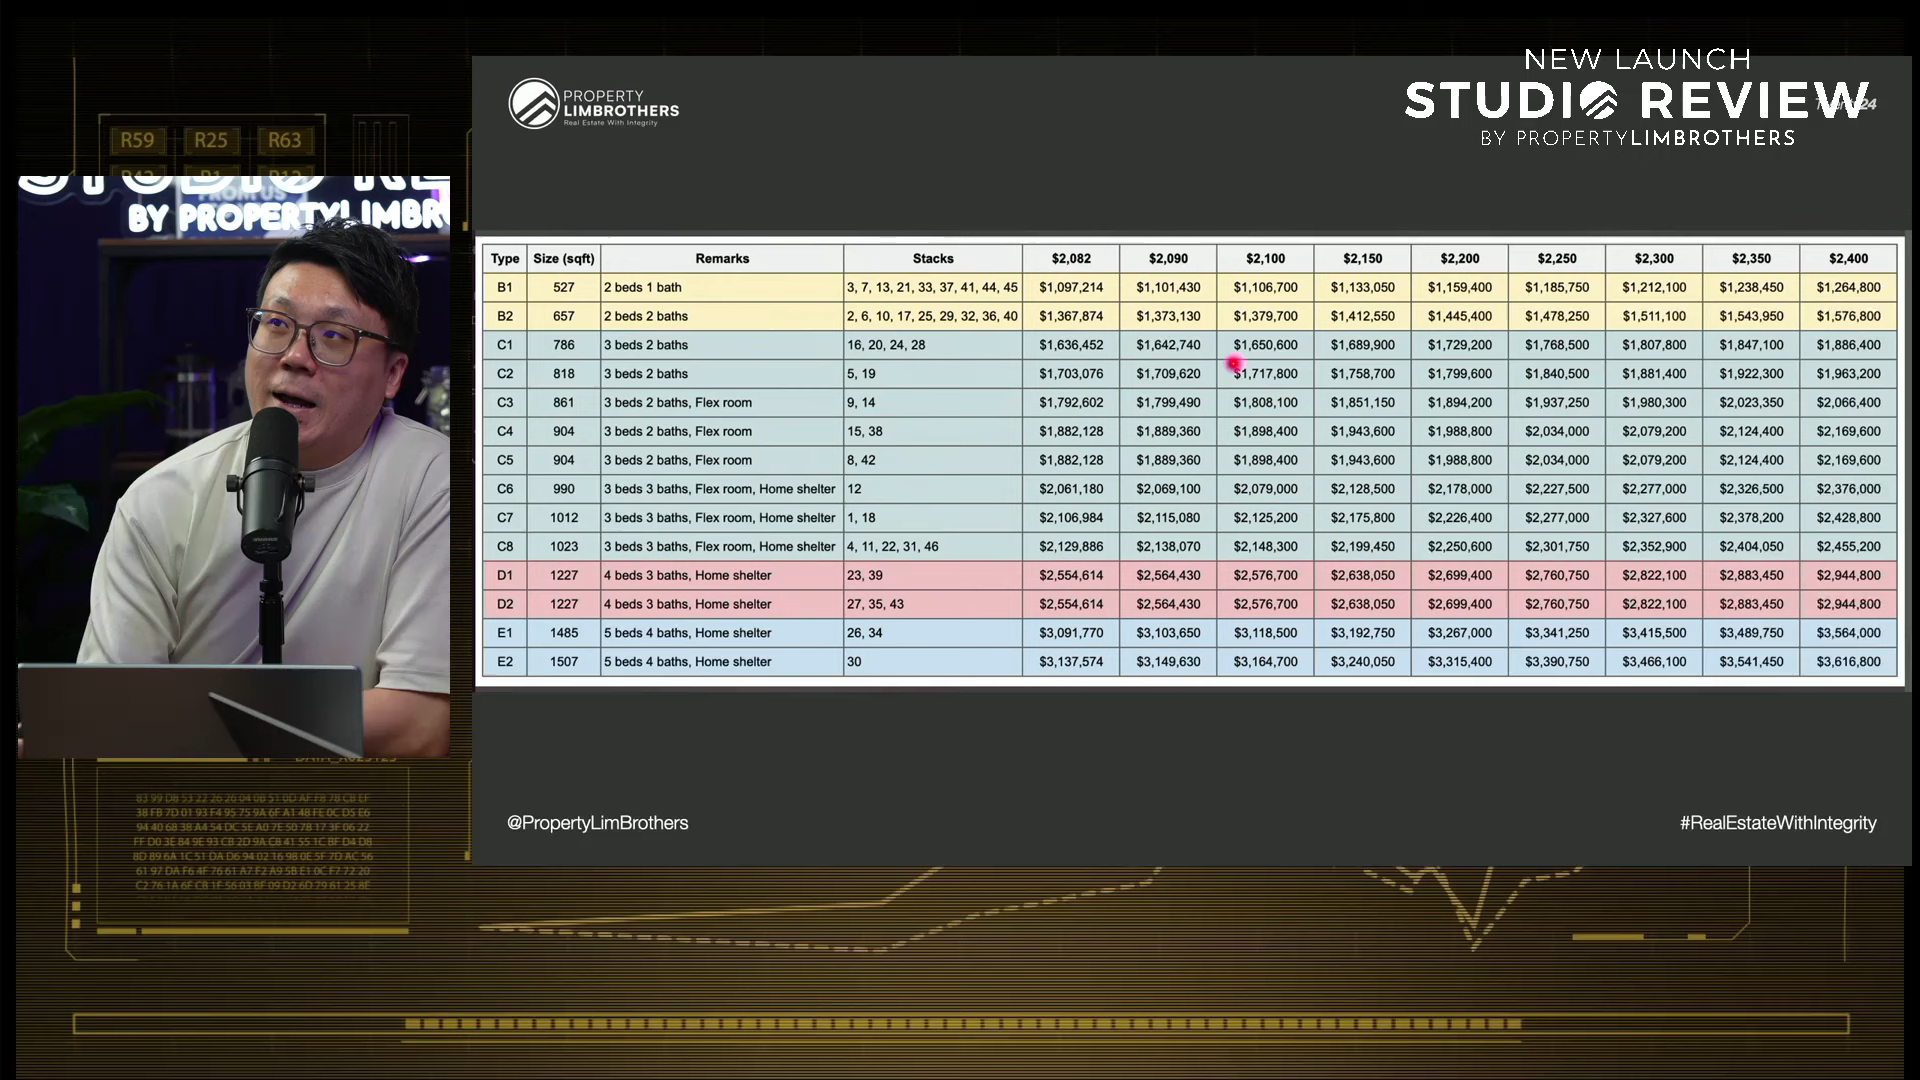 NEW LAUNCH
STUDIO REVIEW
BY PROPERTYLIMBROTHERS
PROPERTY
LIMBROTHERS
Real Estate With Integrity
R59 R25 R63
BY PROPERTYLIMBR
Type Size (sqft) Remarks Stacks $2,082 $2,090 $2,100 $2,150 $2,200 $2,250 $2,300 $2,350 $2,400
B1 527 2 beds 1 bath 3, 7, 13, 21, 33, 37, 41, 44, 45 $1,097,214 $1,101,430 $1,106,700 $1,133,050 $1,159,400 $1,185,750 $1,212,100 $1,238,450 $1,264,800
B2 657 2 beds 2 baths 2, 6, 10, 17, 25, 29, 32, 36, 40 $1,367,874 $1,373,130 $1,379,700 $1,412,550 $1,445,400 $1,478,250 $1,511,100 $1,543,950 $1,576,800
C1 786 3 beds 2 baths 16, 20, 24, 28 $1,636,452 $1,642,740 $1,650,600 $1,689,900 $1,729,200 $1,768,500 $1,807,800 $1,847,100 $1,886,400
C2 818 3 beds 2 baths 5, 19 $1,703,076 $1,709,620 $1,717,800 $1,758,700 $1,799,600 $1,840,500 $1,881,400 $1,922,300 $1,963,200
C3 861 3 beds 2 baths, Flex room 9, 14 $1,792,602 $1,799,490 $1,808,100 $1,851,150 $1,894,200 $1,937,250 $1,980,300 $2,023,350 $2,066,400
C4 904 3 beds 2 baths, Flex room 15, 38 $1,882,128 $1,889,360 $1,898,400 $1,943,600 $1,988,800 $2,034,000 $2,079,200 $2,124,400 $2,169,600
C5 904 3 beds 2 baths, Flex room 8, 42 $1,882,128 $1,889,360 $1,898,400 $1,943,600 $1,988,800 $2,034,000 $2,079,200 $2,124,400 $2,169,600
C6 990 3 beds 3 baths, Flex room, Home shelter 12 $2,061,180 $2,069,100 $2,079,000 $2,128,500 $2,178,000 $2,227,500 $2,277,000 $2,326,500 $2,376,000
C7 1012 3 beds 3 baths, Flex room, Home shelter 1, 18 $2,106,984 $2,115,080 $2,125,200 $2,175,800 $2,226,400 $2,277,000 $2,327,600 $2,378,200 $2,428,800
C8 1023 3 beds 3 baths, Flex room, Home shelter 4, 11, 22, 31, 46 $2,129,886 $2,138,070 $2,148,300 $2,199,450 $2,250,600 $2,301,750 $2,352,900 $2,404,050 $2,455,200
D1 1227 4 beds 3 baths, Home shelter 23, 39 $2,554,614 $2,564,430 $2,576,700 $2,638,050 $2,699,400 $2,760,750 $2,822,100 $2,883,450 $2,944,800
D2 1227 4 beds 3 baths, Home shelter 27, 35, 43 $2,554,614 $2,564,430 $2,576,700 $2,638,050 $2,699,400 $2,760,750 $2,822,100 $2,883,450 $2,944,800
E1 1485 5 beds 4 baths, Home shelter 26, 34 $3,091,770 $3,103,650 $3,118,500 $3,192,750 $3,267,000 $3,341,250 $3,415,500 $3,489,750 $3,564,000
E2 1507 5 beds 4 baths, Home shelter 30 $3,137,574 $3,149,630 $3,164,700 $3,240,050 $3,315,400 $3,390,750 $3,466,100 $3,541,450 $3,616,800
@PropertyLimBrothers
#RealEstateWithIntegrity